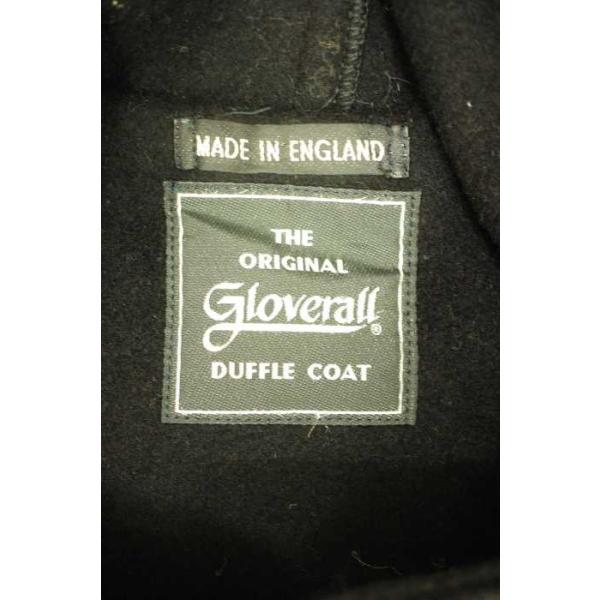 MADE IN ENGLAND
THE
ORIGINAL
Gloverall®
DUFFLE COAT